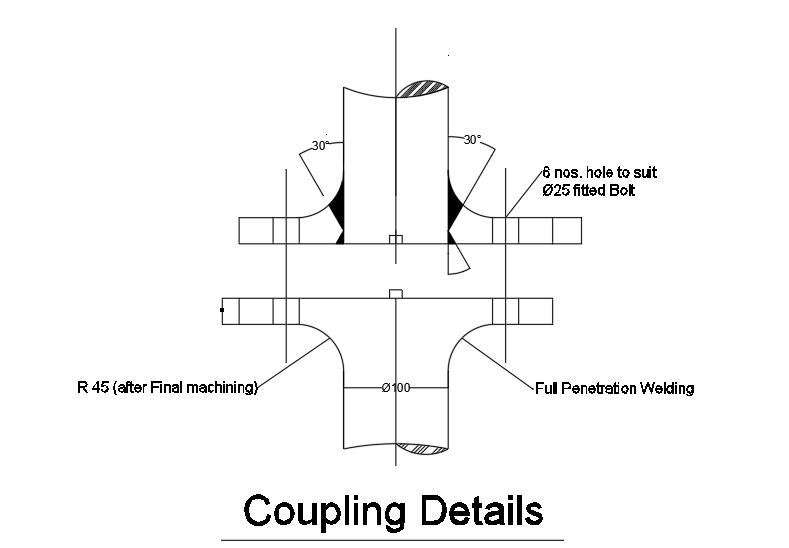 30°
30°
6 nos. hole to suit
Ø25 fitted Bolt
R 45 (after Final machining)
Ø100
Full Penetration Welding
Coupling Details